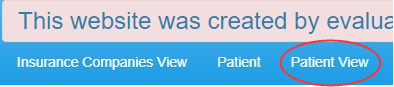 This website was created by evalua
Insurance Companies View Patient Patient View